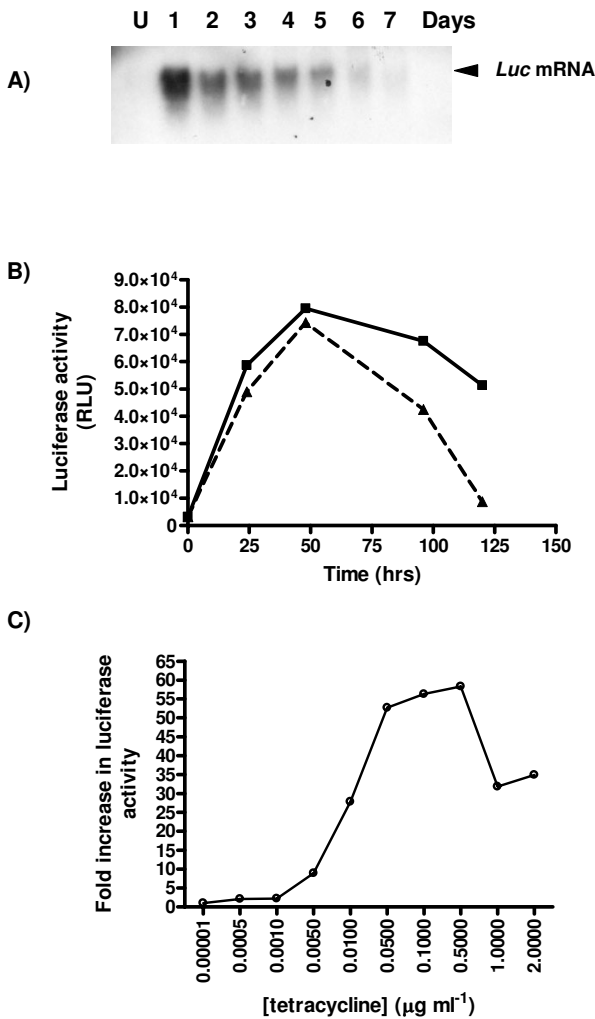 U 1 2 3 4 5 6 7 Days
A)
Luc mRNA
B)
Luciferase activity
(RLU)
9.0×10⁴
8.0×10⁴
7.0×10⁴
6.0×10⁴
5.0×10⁴
4.0×10⁴
3.0×10⁴
2.0×10⁴
1.0×10⁴
0
0 25 50 75 100 125 150
Time (hrs)
C)
Fold increase in luciferase
activity
65
60
55
50
45
40
35
30
25
20
15
10
5
0
0.00001 0.0005 0.0010 0.0050 0.0100 0.0500 0.1000 0.5000 1.0000 2.0000
[tetracycline] (μg ml⁻¹)